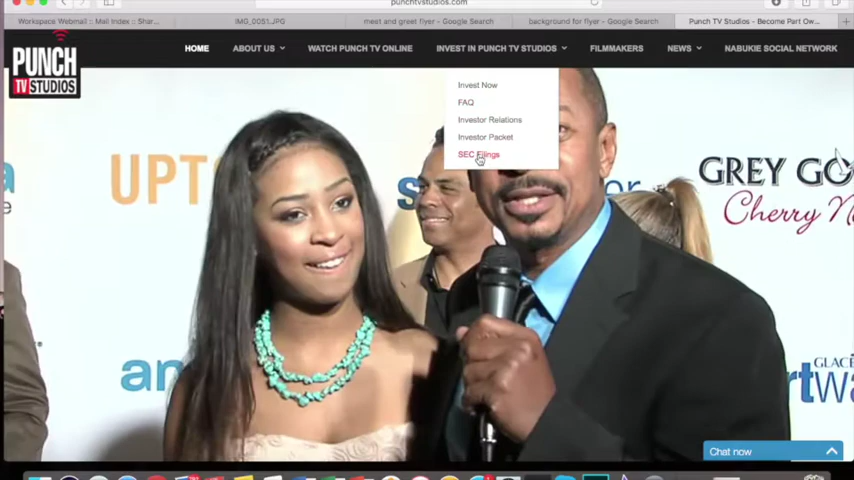 punchtvstudios.com
Workspace Webmail :: Mail Index :: Shar...
IMG_0051.JPG
meet and greet flyer - Google Search
background for flyer - Google Search
Punch TV Studios - Become Part Ow...
PUNCH
TV STUDIOS
HOME
ABOUT US
WATCH PUNCH TV ONLINE
INVEST IN PUNCH TV STUDIOS
FILMMAKERS
NEWS
NABUKIE SOCIAL NETWORK
Invest Now
FAQ
Investor Relations
Investor Packet
SEC Filings
UPT
GREY GO
Cherry N
an
GLACÉ
rtwa
Chat now